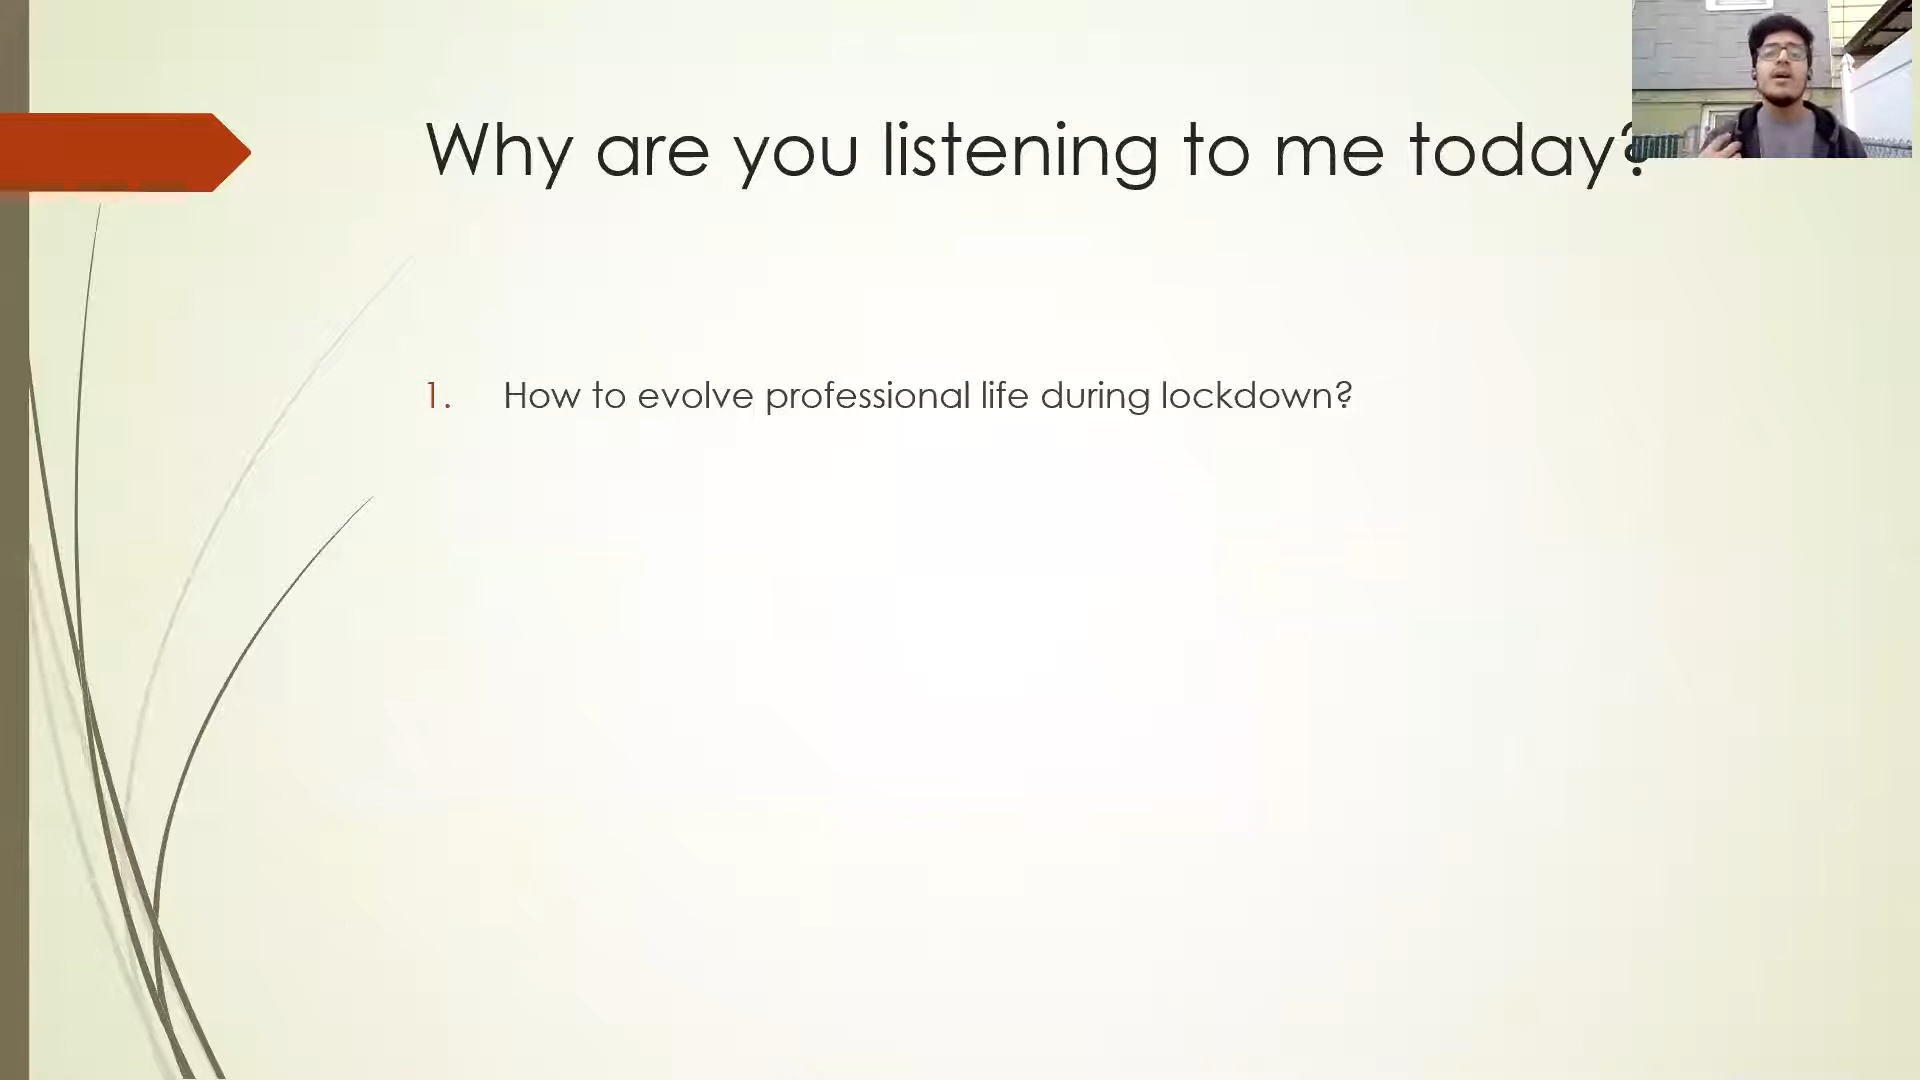 Why are you listening to me today?
1. How to evolve professional life during lockdown?